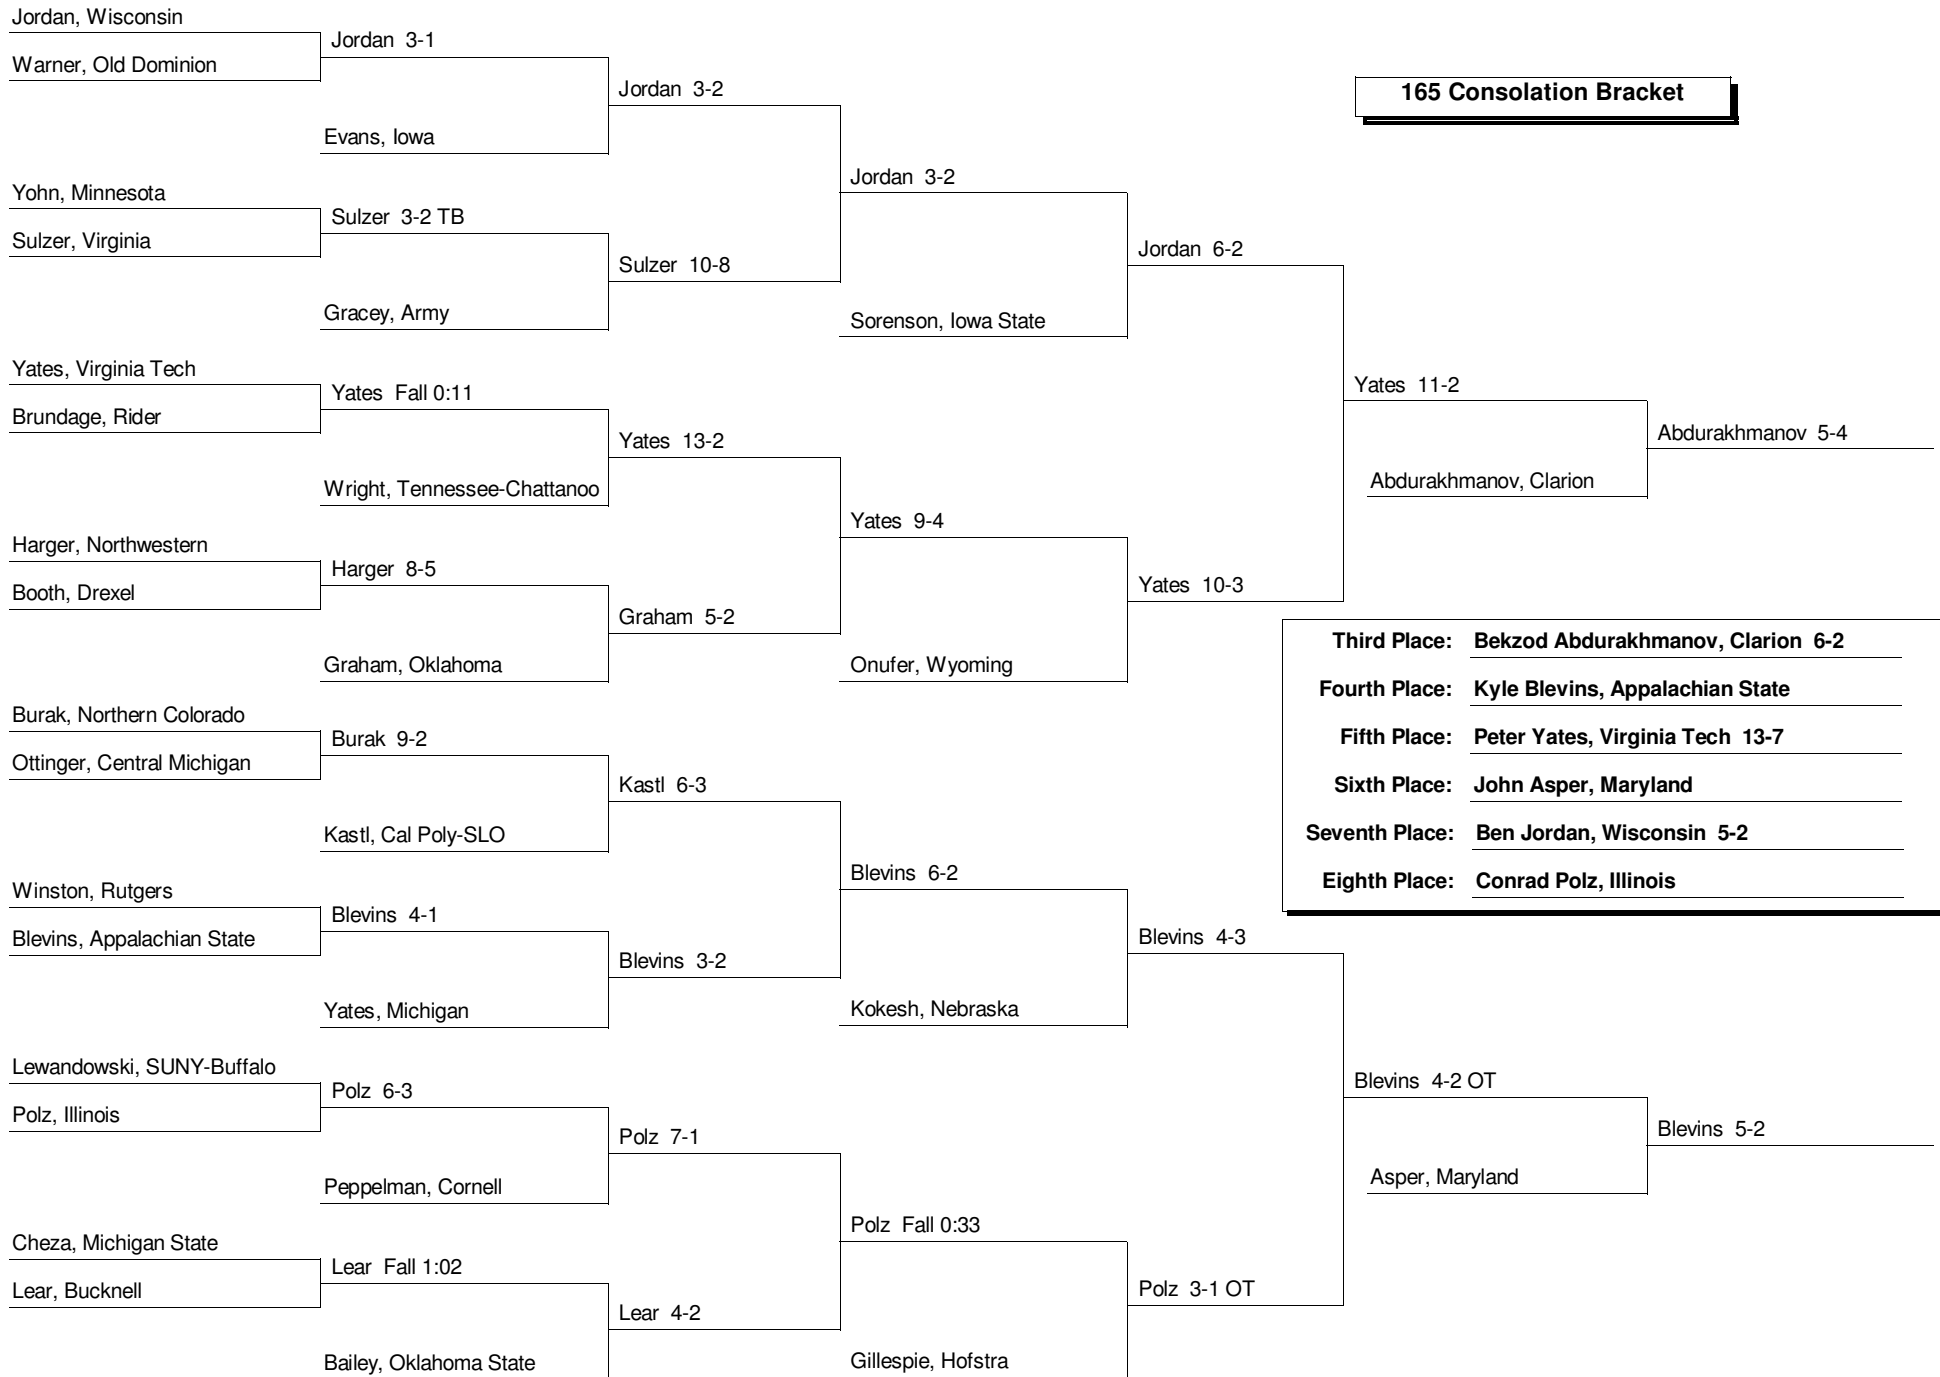 Jordan, Wisconsin
Jordan  3-1
Warner, Old Dominion
Jordan  3-2
165 Consolation Bracket
Evans, Iowa
Jordan  3-2
Yohn, Minnesota
Sulzer  3-2 TB
Sulzer, Virginia
Jordan  6-2
Sulzer  10-8
Gracey, Army
Sorenson, Iowa State
Yates, Virginia Tech
Yates  11-2
Yates  Fall 0:11
Brundage, Rider
Abdurakhmanov  5-4
Yates  13-2
Abdurakhmanov, Clarion
Wright, Tennessee-Chattanoo
Yates  9-4
Harger, Northwestern
Harger  8-5
Yates  10-3
Booth, Drexel
Graham  5-2
Third Place: Bekzod Abdurakhmanov, Clarion  6-2
Graham, Oklahoma
Onufer, Wyoming
Fourth Place: Kyle Blevins, Appalachian State
Burak, Northern Colorado
Burak  9-2
Fifth Place: Peter Yates, Virginia Tech  13-7
Ottinger, Central Michigan
Kastl  6-3
Sixth Place: John Asper, Maryland
Kastl, Cal Poly-SLO
Seventh Place: Ben Jordan, Wisconsin  5-2
Blevins  6-2
Eighth Place: Conrad Polz, Illinois
Winston, Rutgers
Blevins  4-1
Blevins, Appalachian State
Blevins  4-3
Blevins  3-2
Yates, Michigan
Kokesh, Nebraska
Lewandowski, SUNY-Buffalo
Blevins  4-2 OT
Polz  6-3
Polz, Illinois
Blevins  5-2
Polz  7-1
Asper, Maryland
Peppelman, Cornell
Polz  Fall 0:33
Cheza, Michigan State
Lear  Fall 1:02
Polz  3-1 OT
Lear, Bucknell
Lear  4-2
Bailey, Oklahoma State
Gillespie, Hofstra